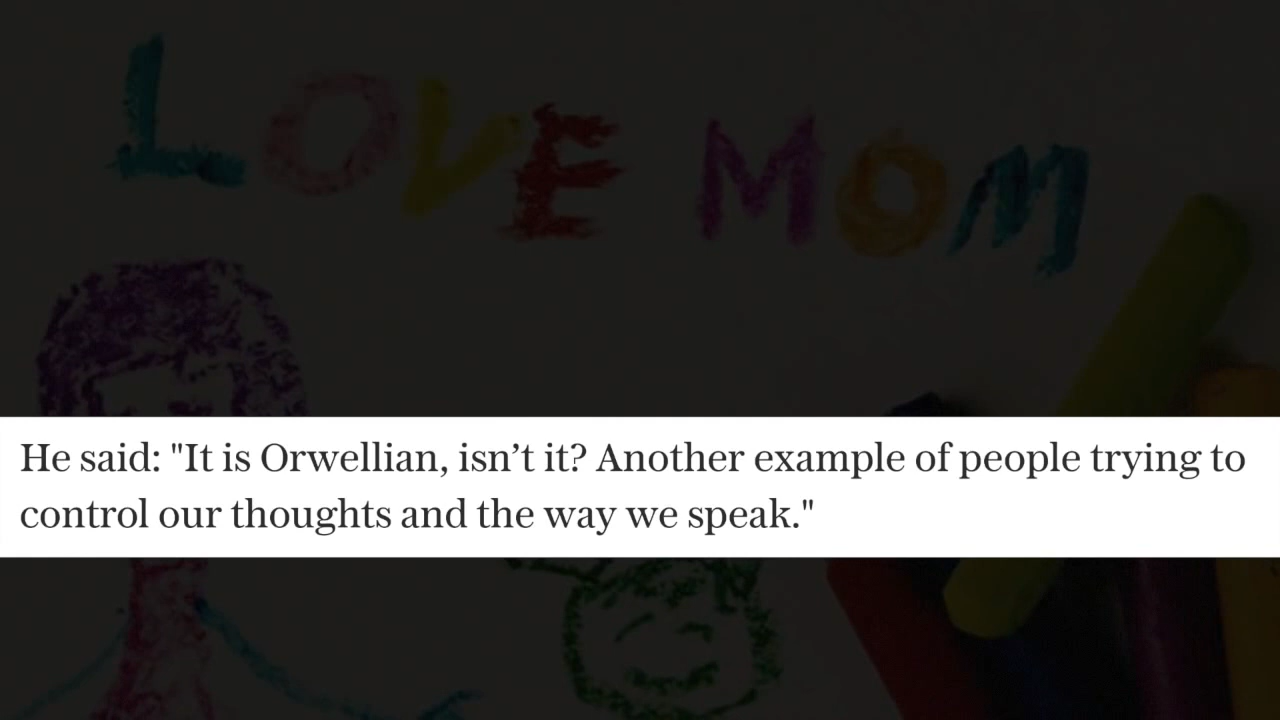 LOVE MOM
He said: "It is Orwellian, isn’t it? Another example of people trying to
control our thoughts and the way we speak."